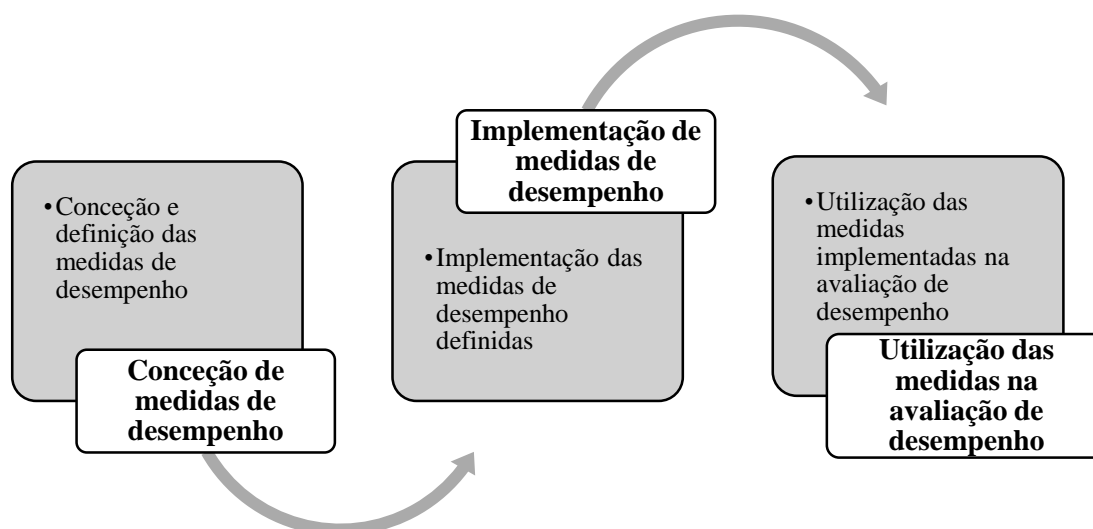 •Conceção e
definição das
medidas de
desempenho
Conceção de
medidas de
desempenho
Implementação de
medidas de
desempenho
•Implementação das
medidas de
desempenho
definidas
•Utilização das
medidas
implementadas na
avaliação de
desempenho
Utilização das
medidas na
avaliação de
desempenho